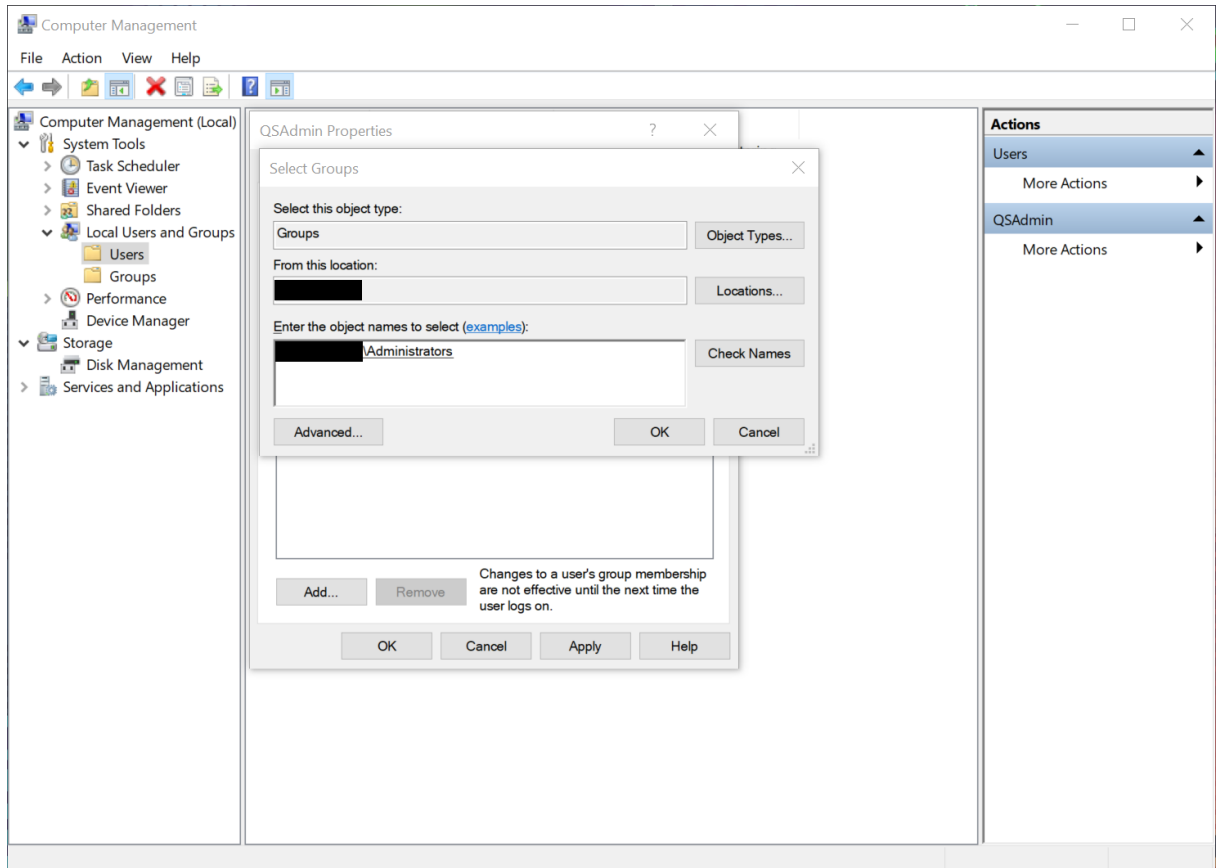 Computer Management
File Action View Help
Computer Management (Local)
System Tools
Task Scheduler
Event Viewer
Shared Folders
Local Users and Groups
Users
Groups
Performance
Device Manager
Storage
Disk Management
Services and Applications
QSAdmin Properties
?
Select Groups
Select this object type:
Groups
Object Types...
From this location:
Locations...
Enter the object names to select (examples):
\Administrators
Check Names
Advanced...
OK
Cancel
Add...
Remove
Changes to a user's group membership
are not effective until the next time the
user logs on.
OK
Cancel
Apply
Help
Actions
Users
More Actions
QSAdmin
More Actions